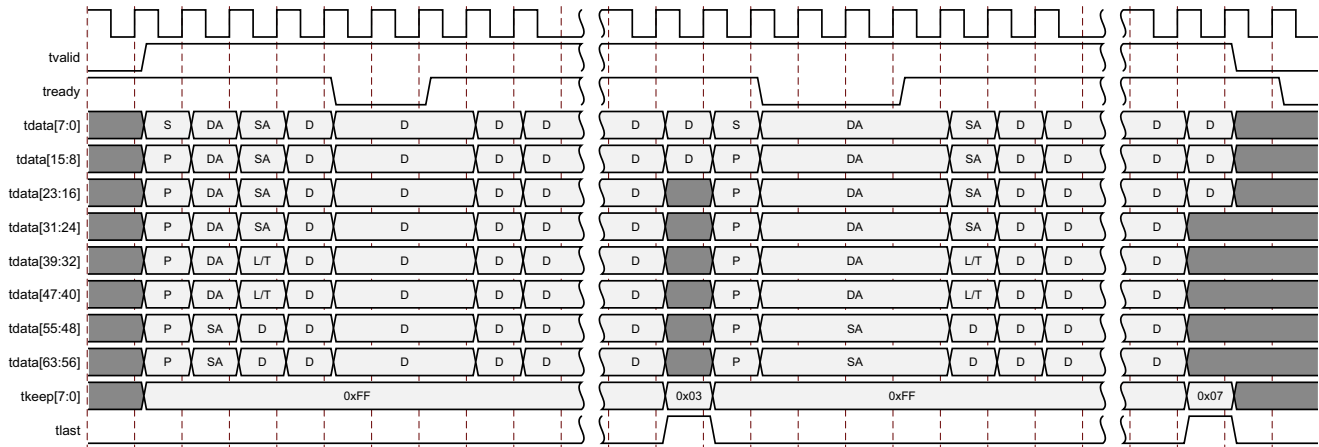 tvalid
tready
tdata[7:0] S DA SA D D D D D D S DA SA D D D D
tdata[15:8] P DA SA D D D D D D P DA SA D D D D
tdata[23:16] P DA SA D D D D D P DA SA D D D D
tdata[31:24] P DA SA D D D D D P DA SA D D D
tdata[39:32] P DA L/T D D D D D P DA L/T D D D
tdata[47:40] P DA L/T D D D D D P DA L/T D D D
tdata[55:48] P SA D D D D D D P SA D D D D
tdata[63:56] P SA D D D D D D P SA D D D D
tkeep[7:0] 0xFF 0x03 0xFF 0x07
tlast